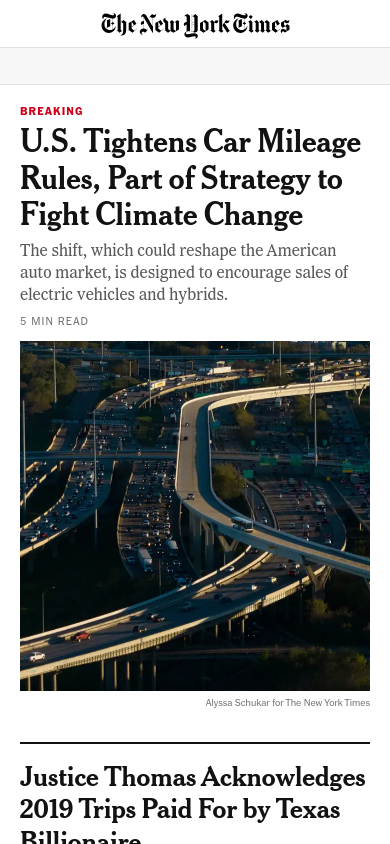 The New York Times
BREAKING
U.S. Tightens Car Mileage
Rules, Part of Strategy to
Fight Climate Change
The shift, which could reshape the American
auto market, is designed to encourage sales of
electric vehicles and hybrids.
5 MIN READ
Alyssa Schukar for The New York Times
Justice Thomas Acknowledges
2019 Trips Paid For by Texas
Billionaire